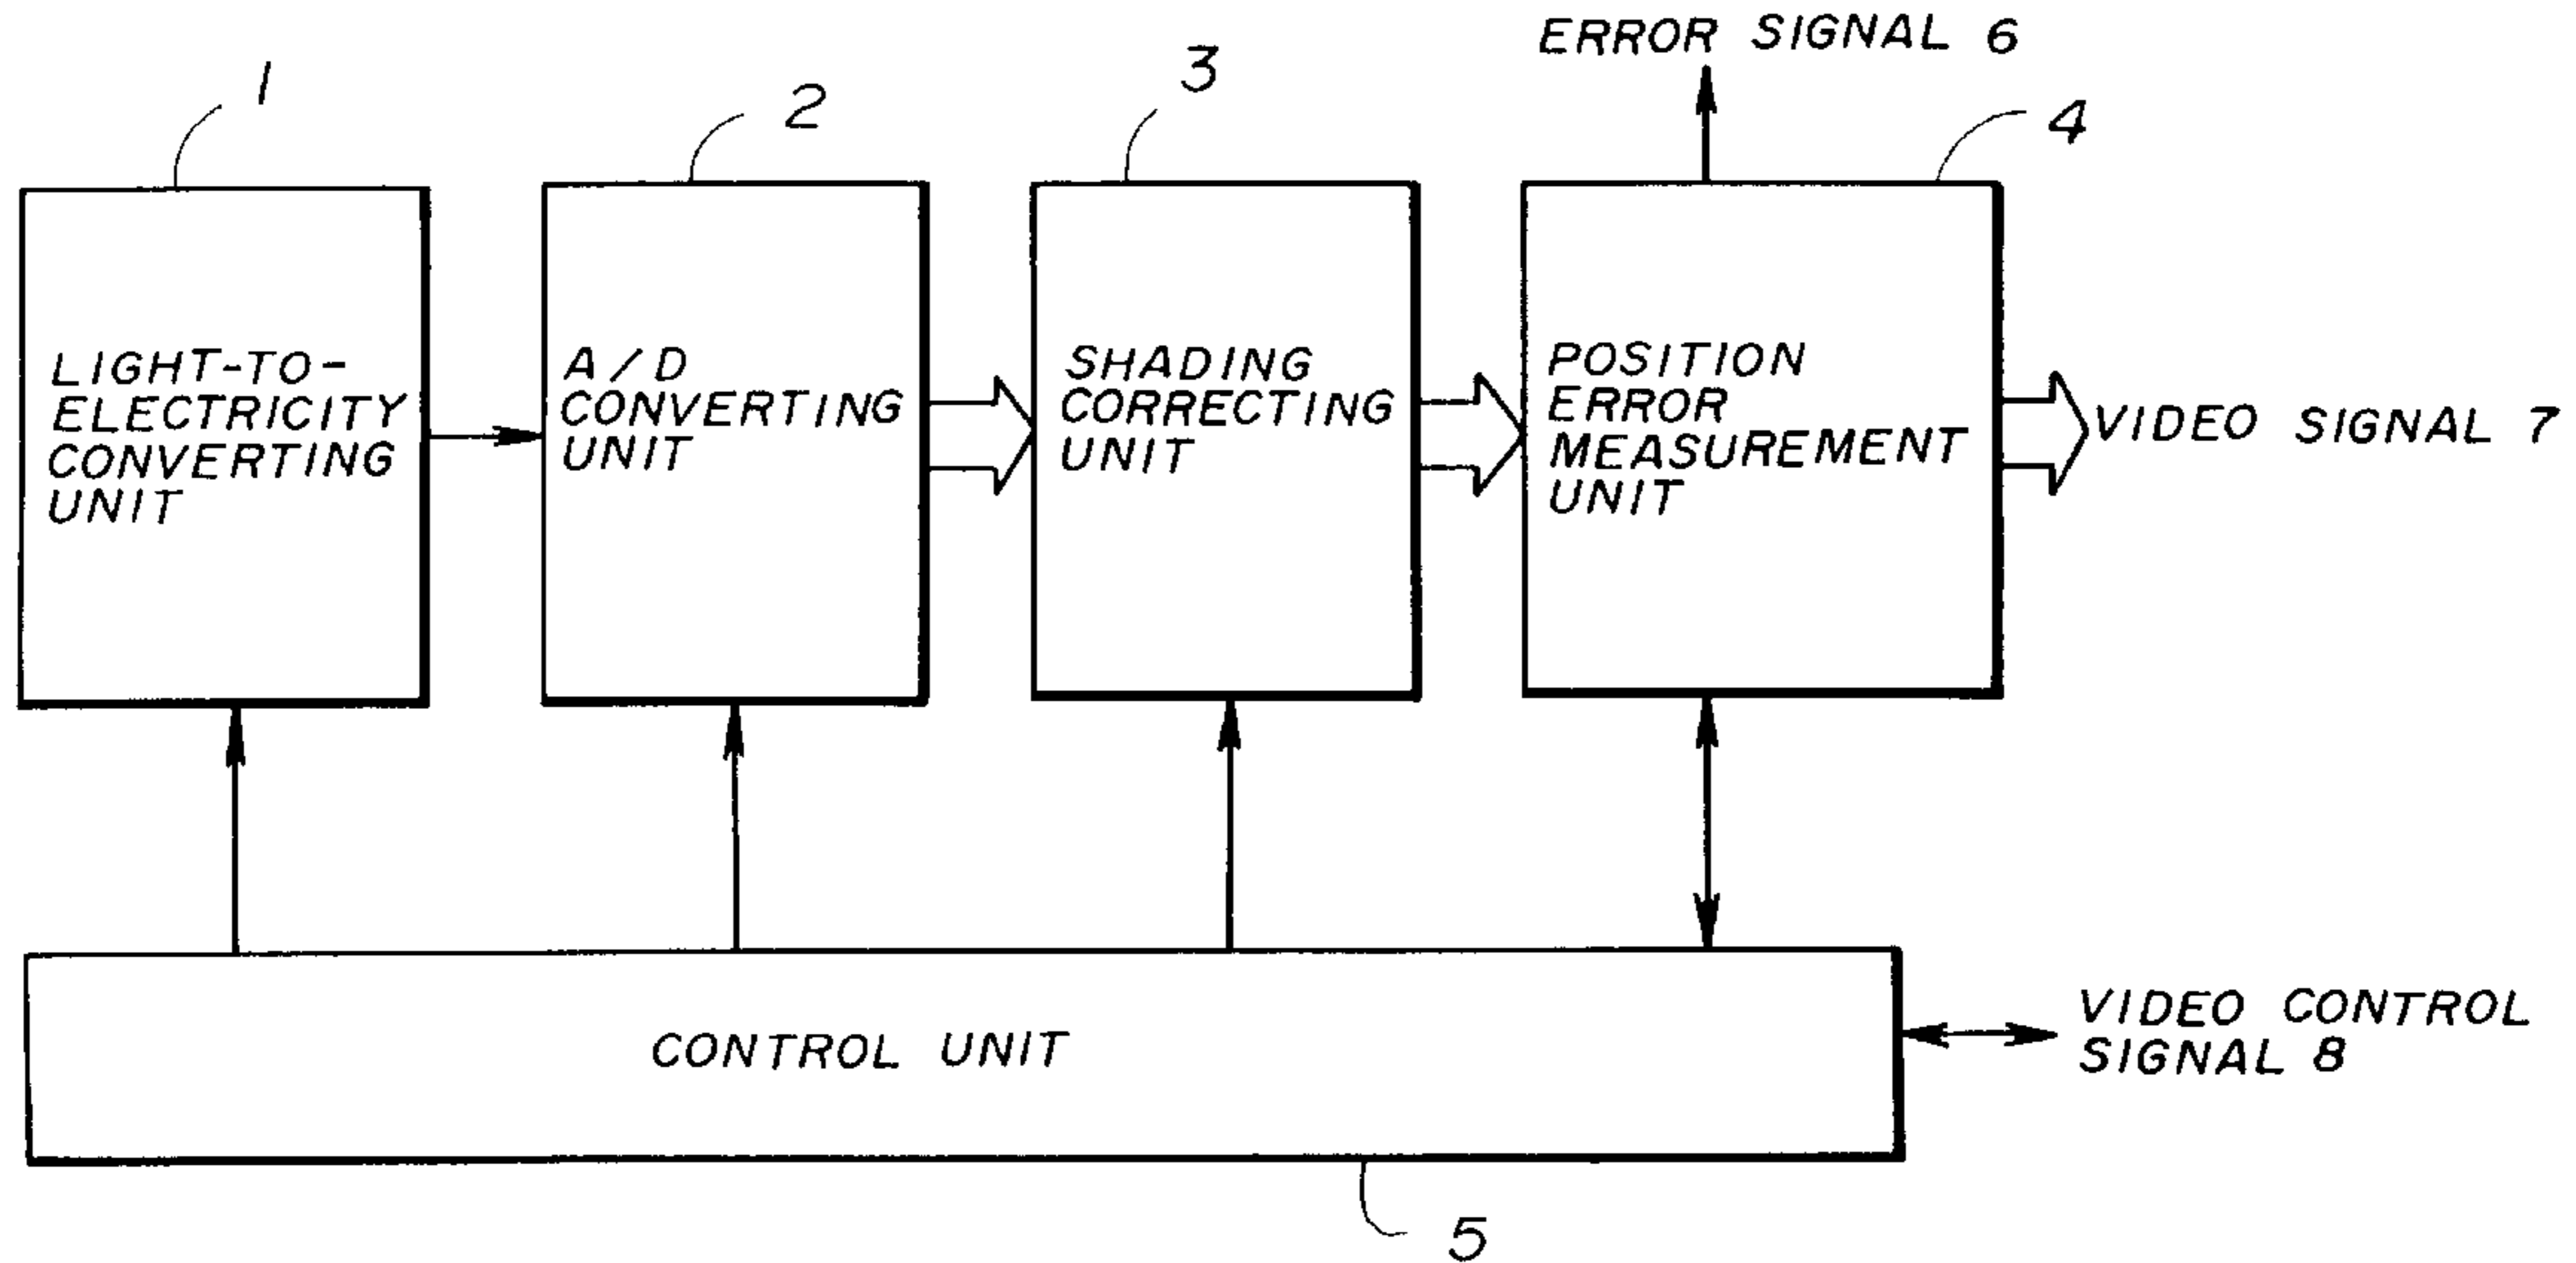 ERROR SIGNAL 6
1
2
3
4
LIGHT-TO-
ELECTRICITY
CONVERTING
UNIT
A/D
CONVERTING
UNIT
SHADING
CORRECTING
UNIT
POSITION
ERROR
MEASUREMENT
UNIT
VIDEO SIGNAL 7
CONTROL UNIT
VIDEO CONTROL
SIGNAL 8
5